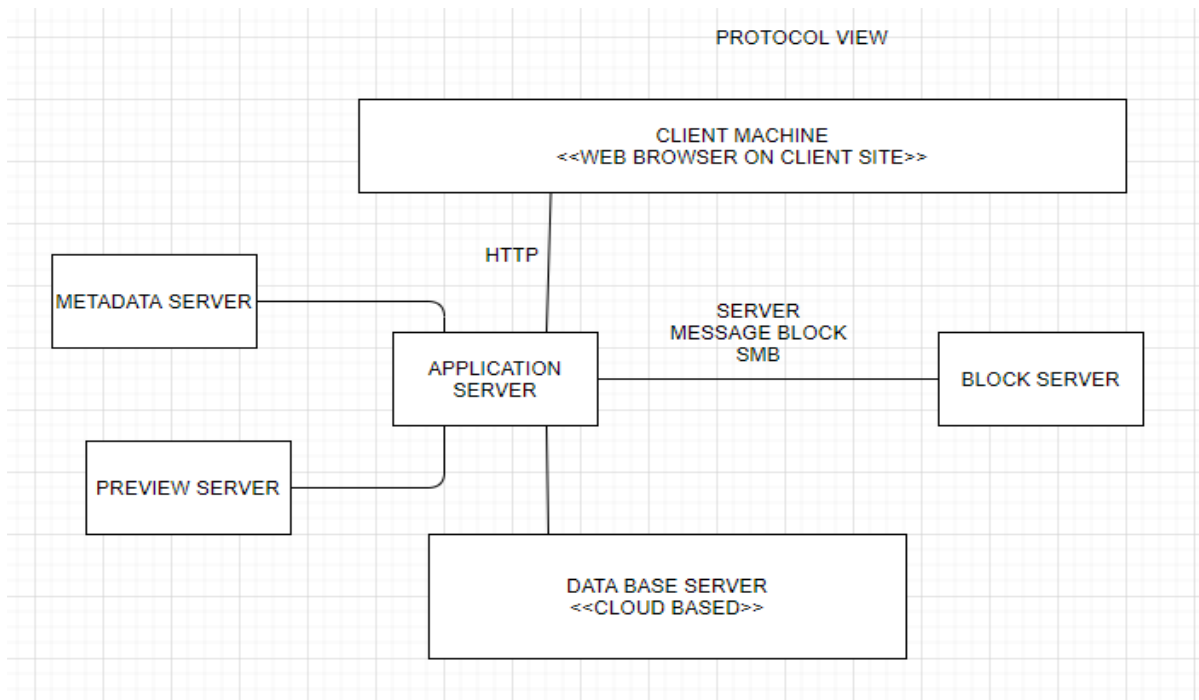 PROTOCOL VIEW
CLIENT MACHINE
<<WEB BROWSER ON CLIENT SITE>>
HTTP
METADATA SERVER
SERVER
MESSAGE BLOCK
SMB
APPLICATION
SERVER
BLOCK SERVER
PREVIEW SERVER
DATA BASE SERVER
<<CLOUD BASED>>